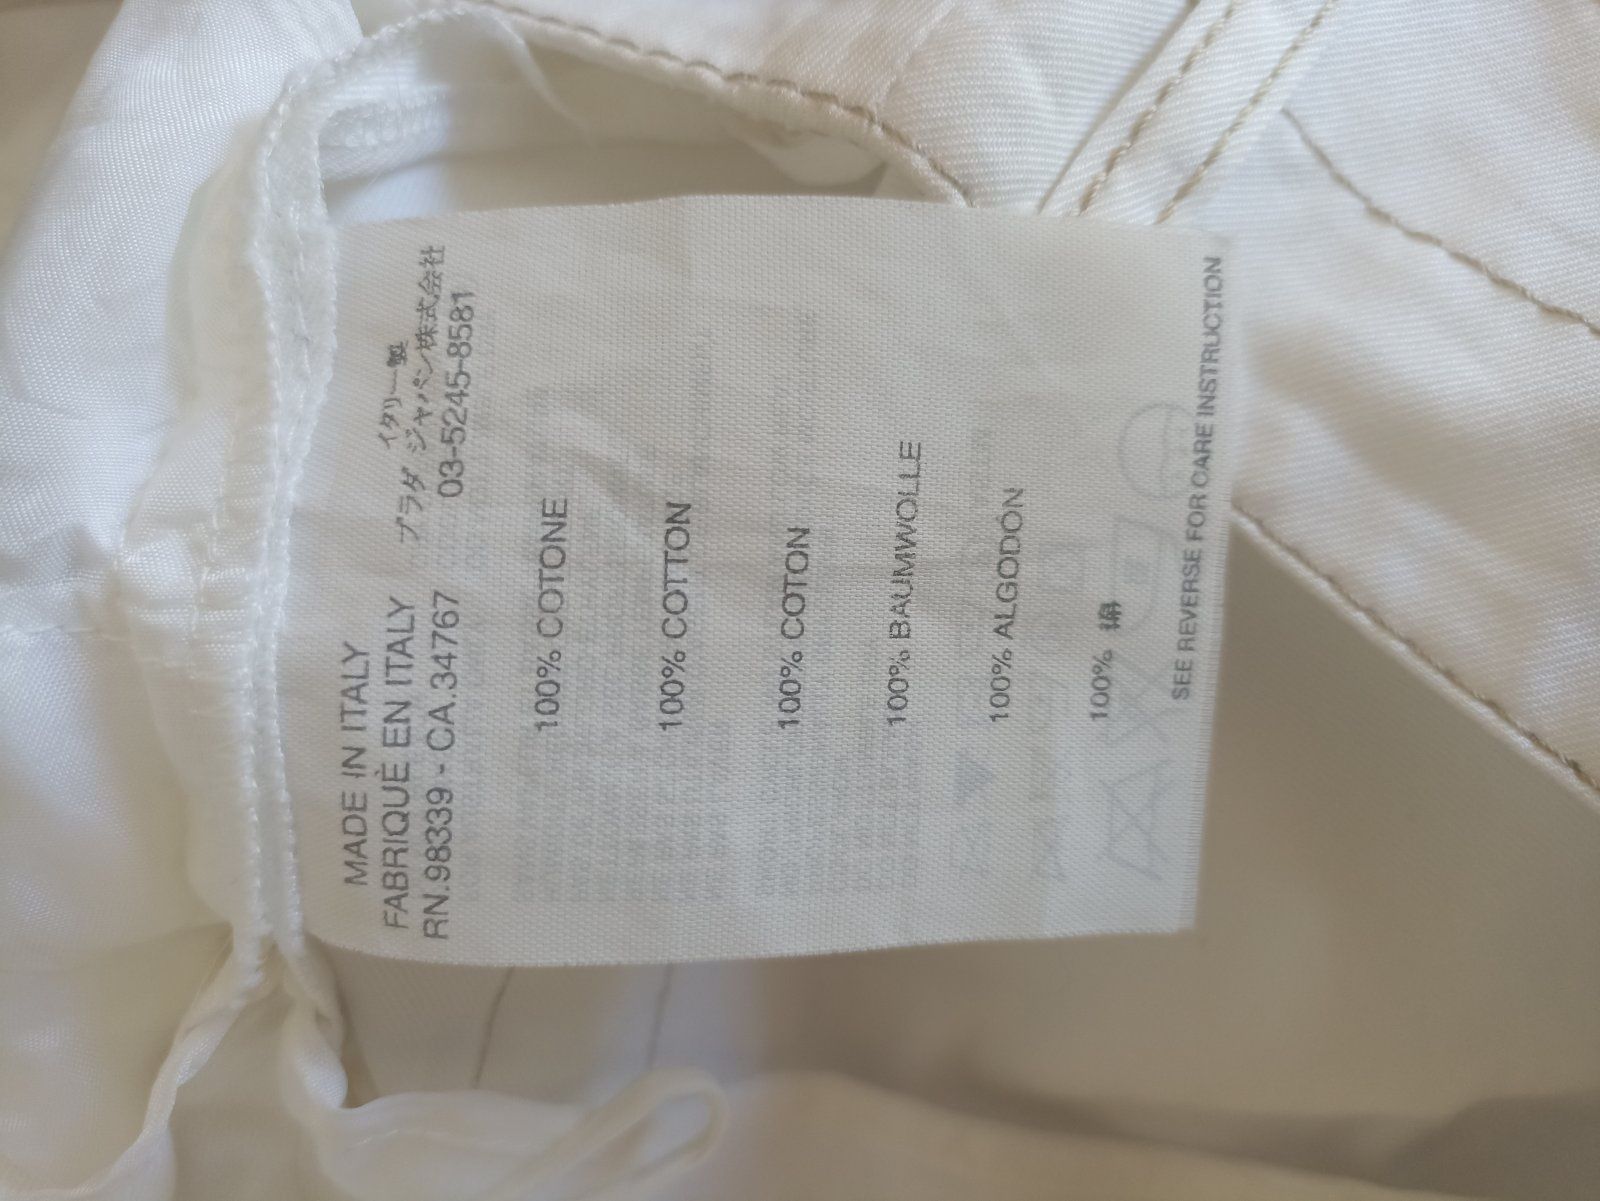 MADE IN ITALY
FABRIQUÈ EN ITALY イタリー製
RN.98339 - CA.34767 プラダ ジャパン株式会社
03-5245-8581
100% COTONE
100% COTTON
100% COTON
100% BAUMWOLLE
100% ALGODÓN
100% 綿
SEE REVERSE FOR CARE INSTRUCTION